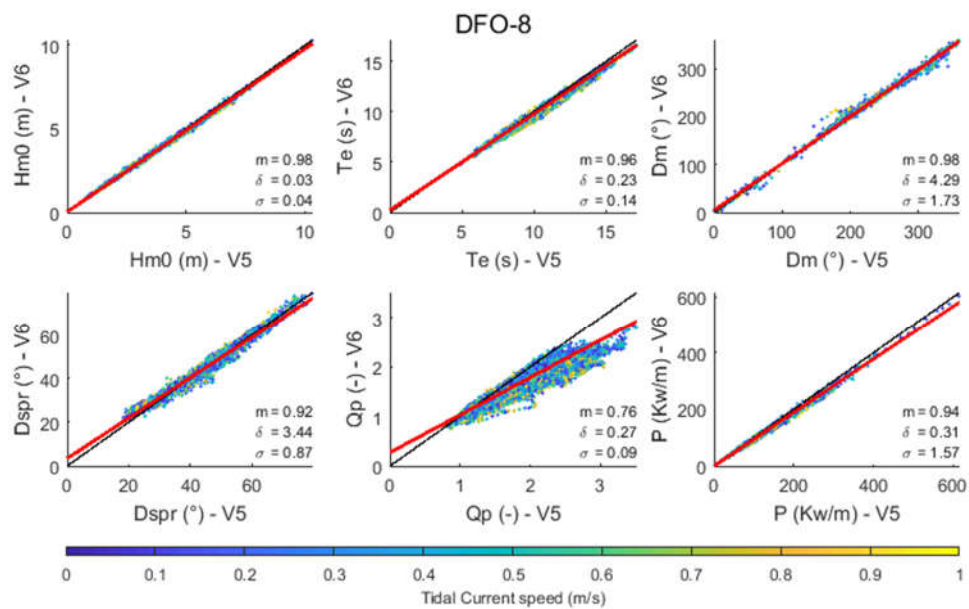 DFO-8
10
5
0
0 5 10
Hm0 (m) - V6
Hm0 (m) - V5
m = 0.98
δ = 0.03
σ = 0.04
15
10
5
0
0 5 10 15
Te (s) - V6
Te (s) - V5
m = 0.96
δ = 0.23
σ = 0.14
300
200
100
0
0 100 200 300
Dm (°) - V6
Dm (°) - V5
m = 0.98
δ = 4.29
σ = 1.73
60
40
20
0
0 20 40 60
Dspr (°) - V6
Dspr (°) - V5
m = 0.92
δ = 3.44
σ = 0.87
3
2
1
0
0 1 2 3
Qp (-) - V6
Qp (-) - V5
m = 0.76
δ = 0.27
σ = 0.09
600
400
200
0
0 200 400 600
P (Kw/m) - V6
P (Kw/m) - V5
m = 0.94
δ = 0.31
σ = 1.57
0 0.1 0.2 0.3 0.4 0.5 0.6 0.7 0.8 0.9 1
Tidal Current speed (m/s)